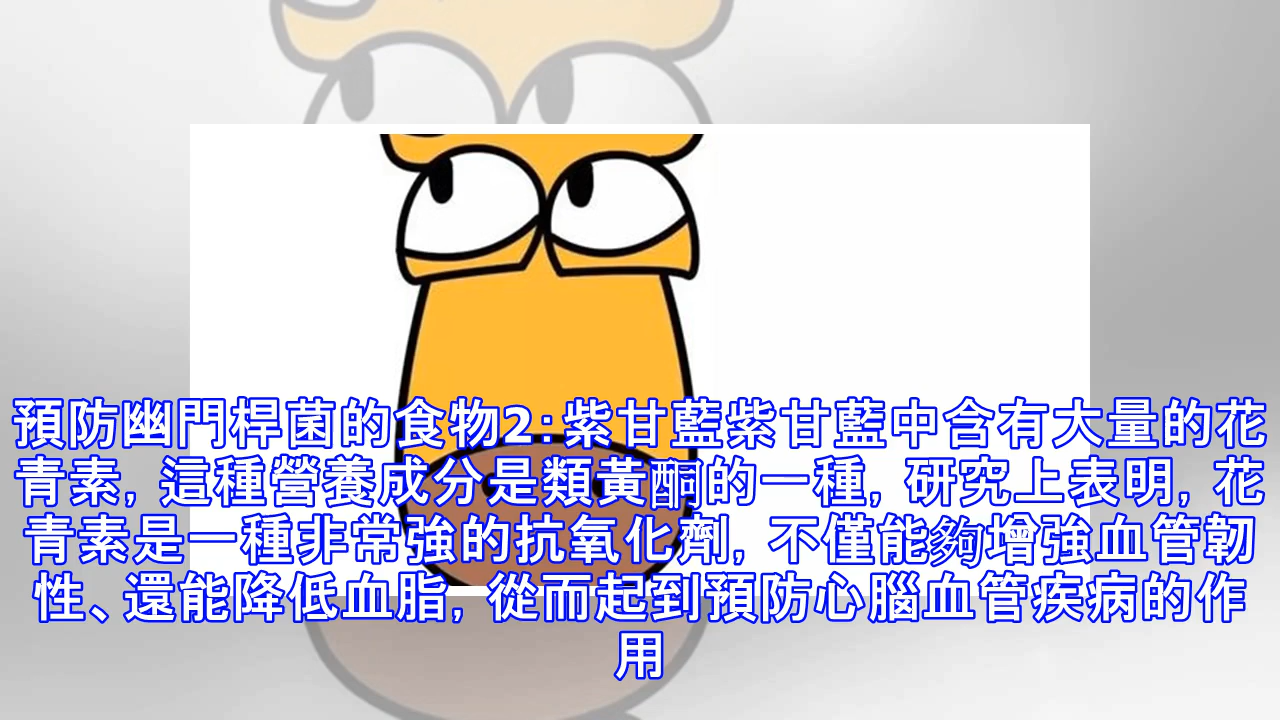 預防幽門桿菌的食物2:紫甘藍紫甘藍中含有大量的花
青素,這種營養成分是類黃酮的一種,研究上表明,花
青素是一種非常強的抗氧化劑,不僅能夠增強血管韌
性、還能降低血脂,從而起到預防心腦血管疾病的作
用